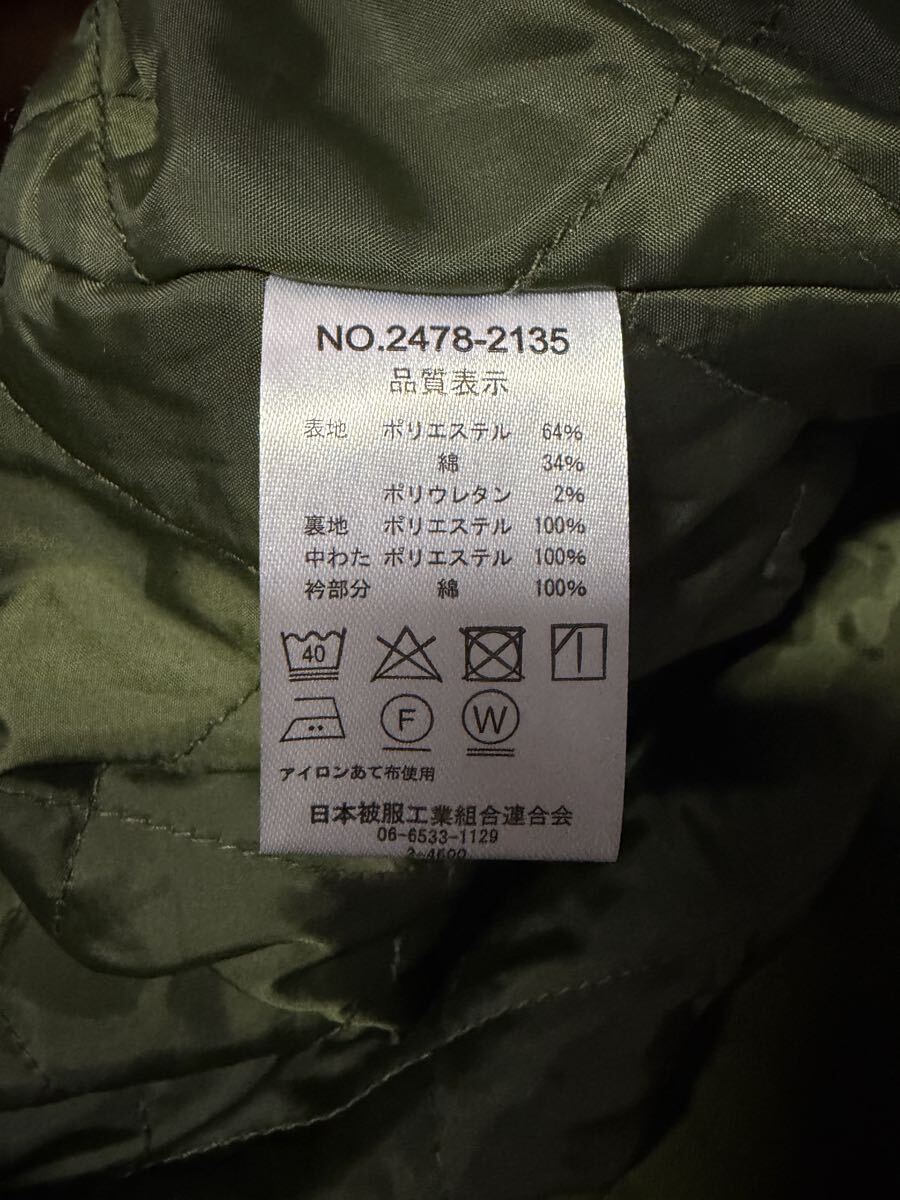 NO.2478-2135
品質表示
表地 ポリエステル 64%
綿 34%
ポリウレタン 2%
裏地 ポリエステル 100%
中わた ポリエステル 100%
衿部分 綿 100%
40
F W
アイロンあて布使用
日本被服工業組合連合会
06-6533-1129
2-4600